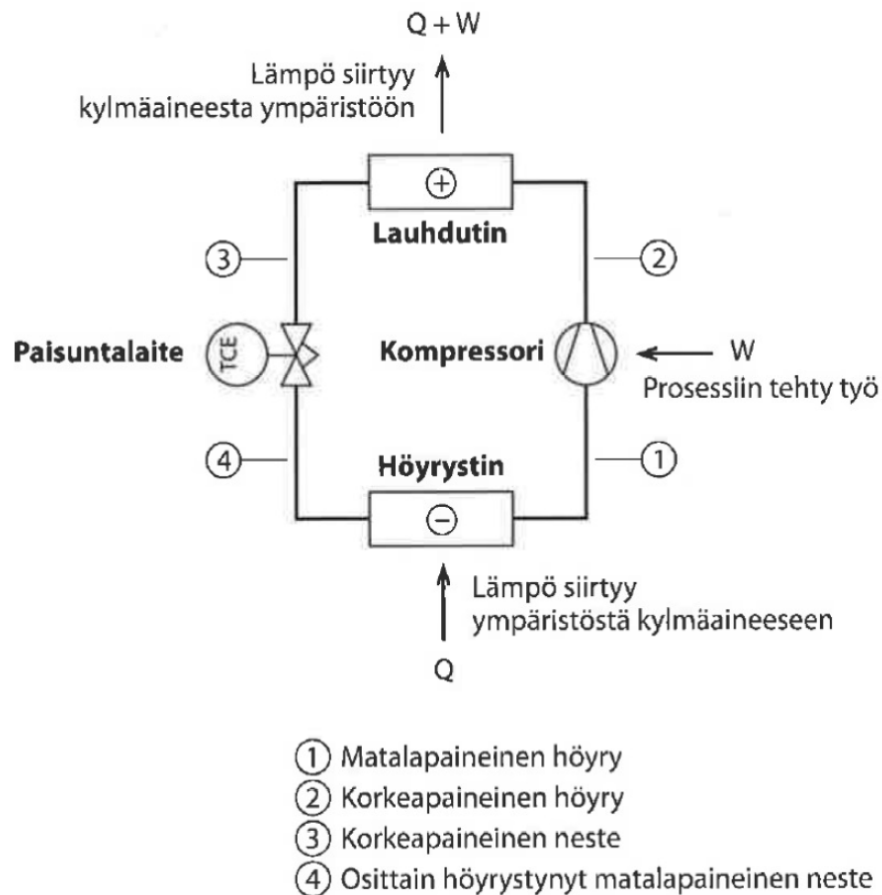 Q + W
Lämpö siirtyy
kylmäaineesta ympäristöön
+
Lauhdutin
3
2
Paisuntalaite
TCE
Kompressori
W
Prosessiin tehty työ
4
Höyrystin
1
−
Lämpö siirtyy
ympäristöstä kylmäaineeseen
Q
1 Matalapaineinen höyry
2 Korkeapaineinen höyry
3 Korkeapaineinen neste
4 Osittain höyrystynyt matalapaineinen neste